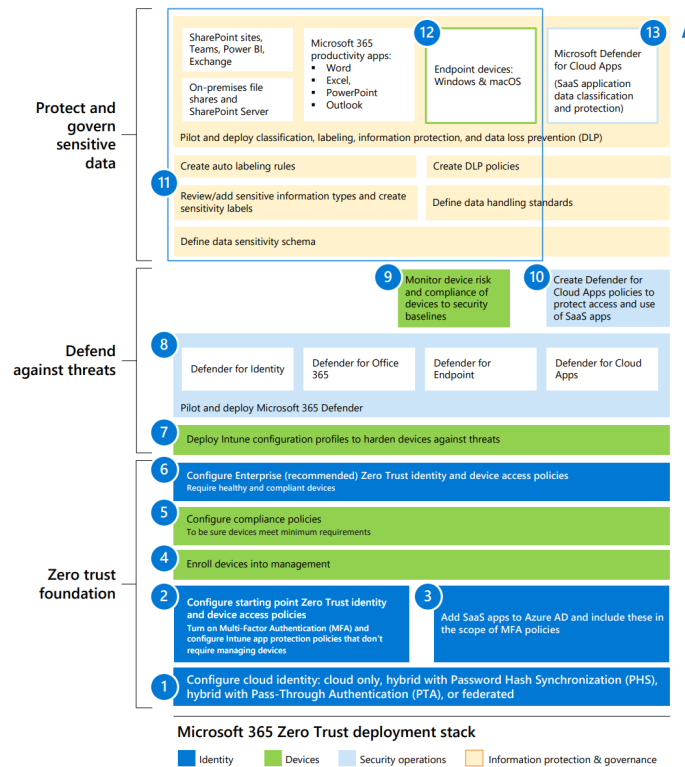 SharePoint sites,
Teams, Power BI,
Exchange
On-premises file
shares and
SharePoint Server
Microsoft 365
productivity apps:
▪ Word
▪ Excel,
▪ PowerPoint
▪ Outlook
12
Endpoint devices:
Windows & macOS
13
Microsoft Defender
for Cloud Apps
(SaaS application
data classification
and protection)
Protect and
govern
sensitive
data
Pilot and deploy classification, labeling, information protection, and data loss prevention (DLP)
Create auto labeling rules
Create DLP policies
11
Review/add sensitive information types and create
sensitivity labels
Define data handling standards
Define data sensitivity schema
9
Monitor device risk
and compliance of
devices to security
baselines
10
Create Defender for
Cloud Apps policies to
protect access and use
of SaaS apps
Defend
against threats
8
Defender for Identity
Defender for Office
365
Defender for
Endpoint
Defender for Cloud
Apps
Pilot and deploy Microsoft 365 Defender
7
Deploy Intune configuration profiles to harden devices against threats
6
Configure Enterprise (recommended) Zero Trust identity and device access policies
Require healthy and compliant devices
5
Configure compliance policies
To be sure devices meet minimum requirements
4
Enroll devices into management
Zero trust
foundation
2
Configure starting point Zero Trust identity
and device access policies
Turn on Multi-Factor Authentication (MFA) and
configure Intune app protection policies that don't
require managing devices
3
Add SaaS apps to Azure AD and include these in
the scope of MFA policies
1
Configure cloud identity: cloud only, hybrid with Password Hash Synchronization (PHS),
hybrid with Pass-Through Authentication (PTA), or federated
Microsoft 365 Zero Trust deployment stack
Identity
Devices
Security operations
Information protection & governance